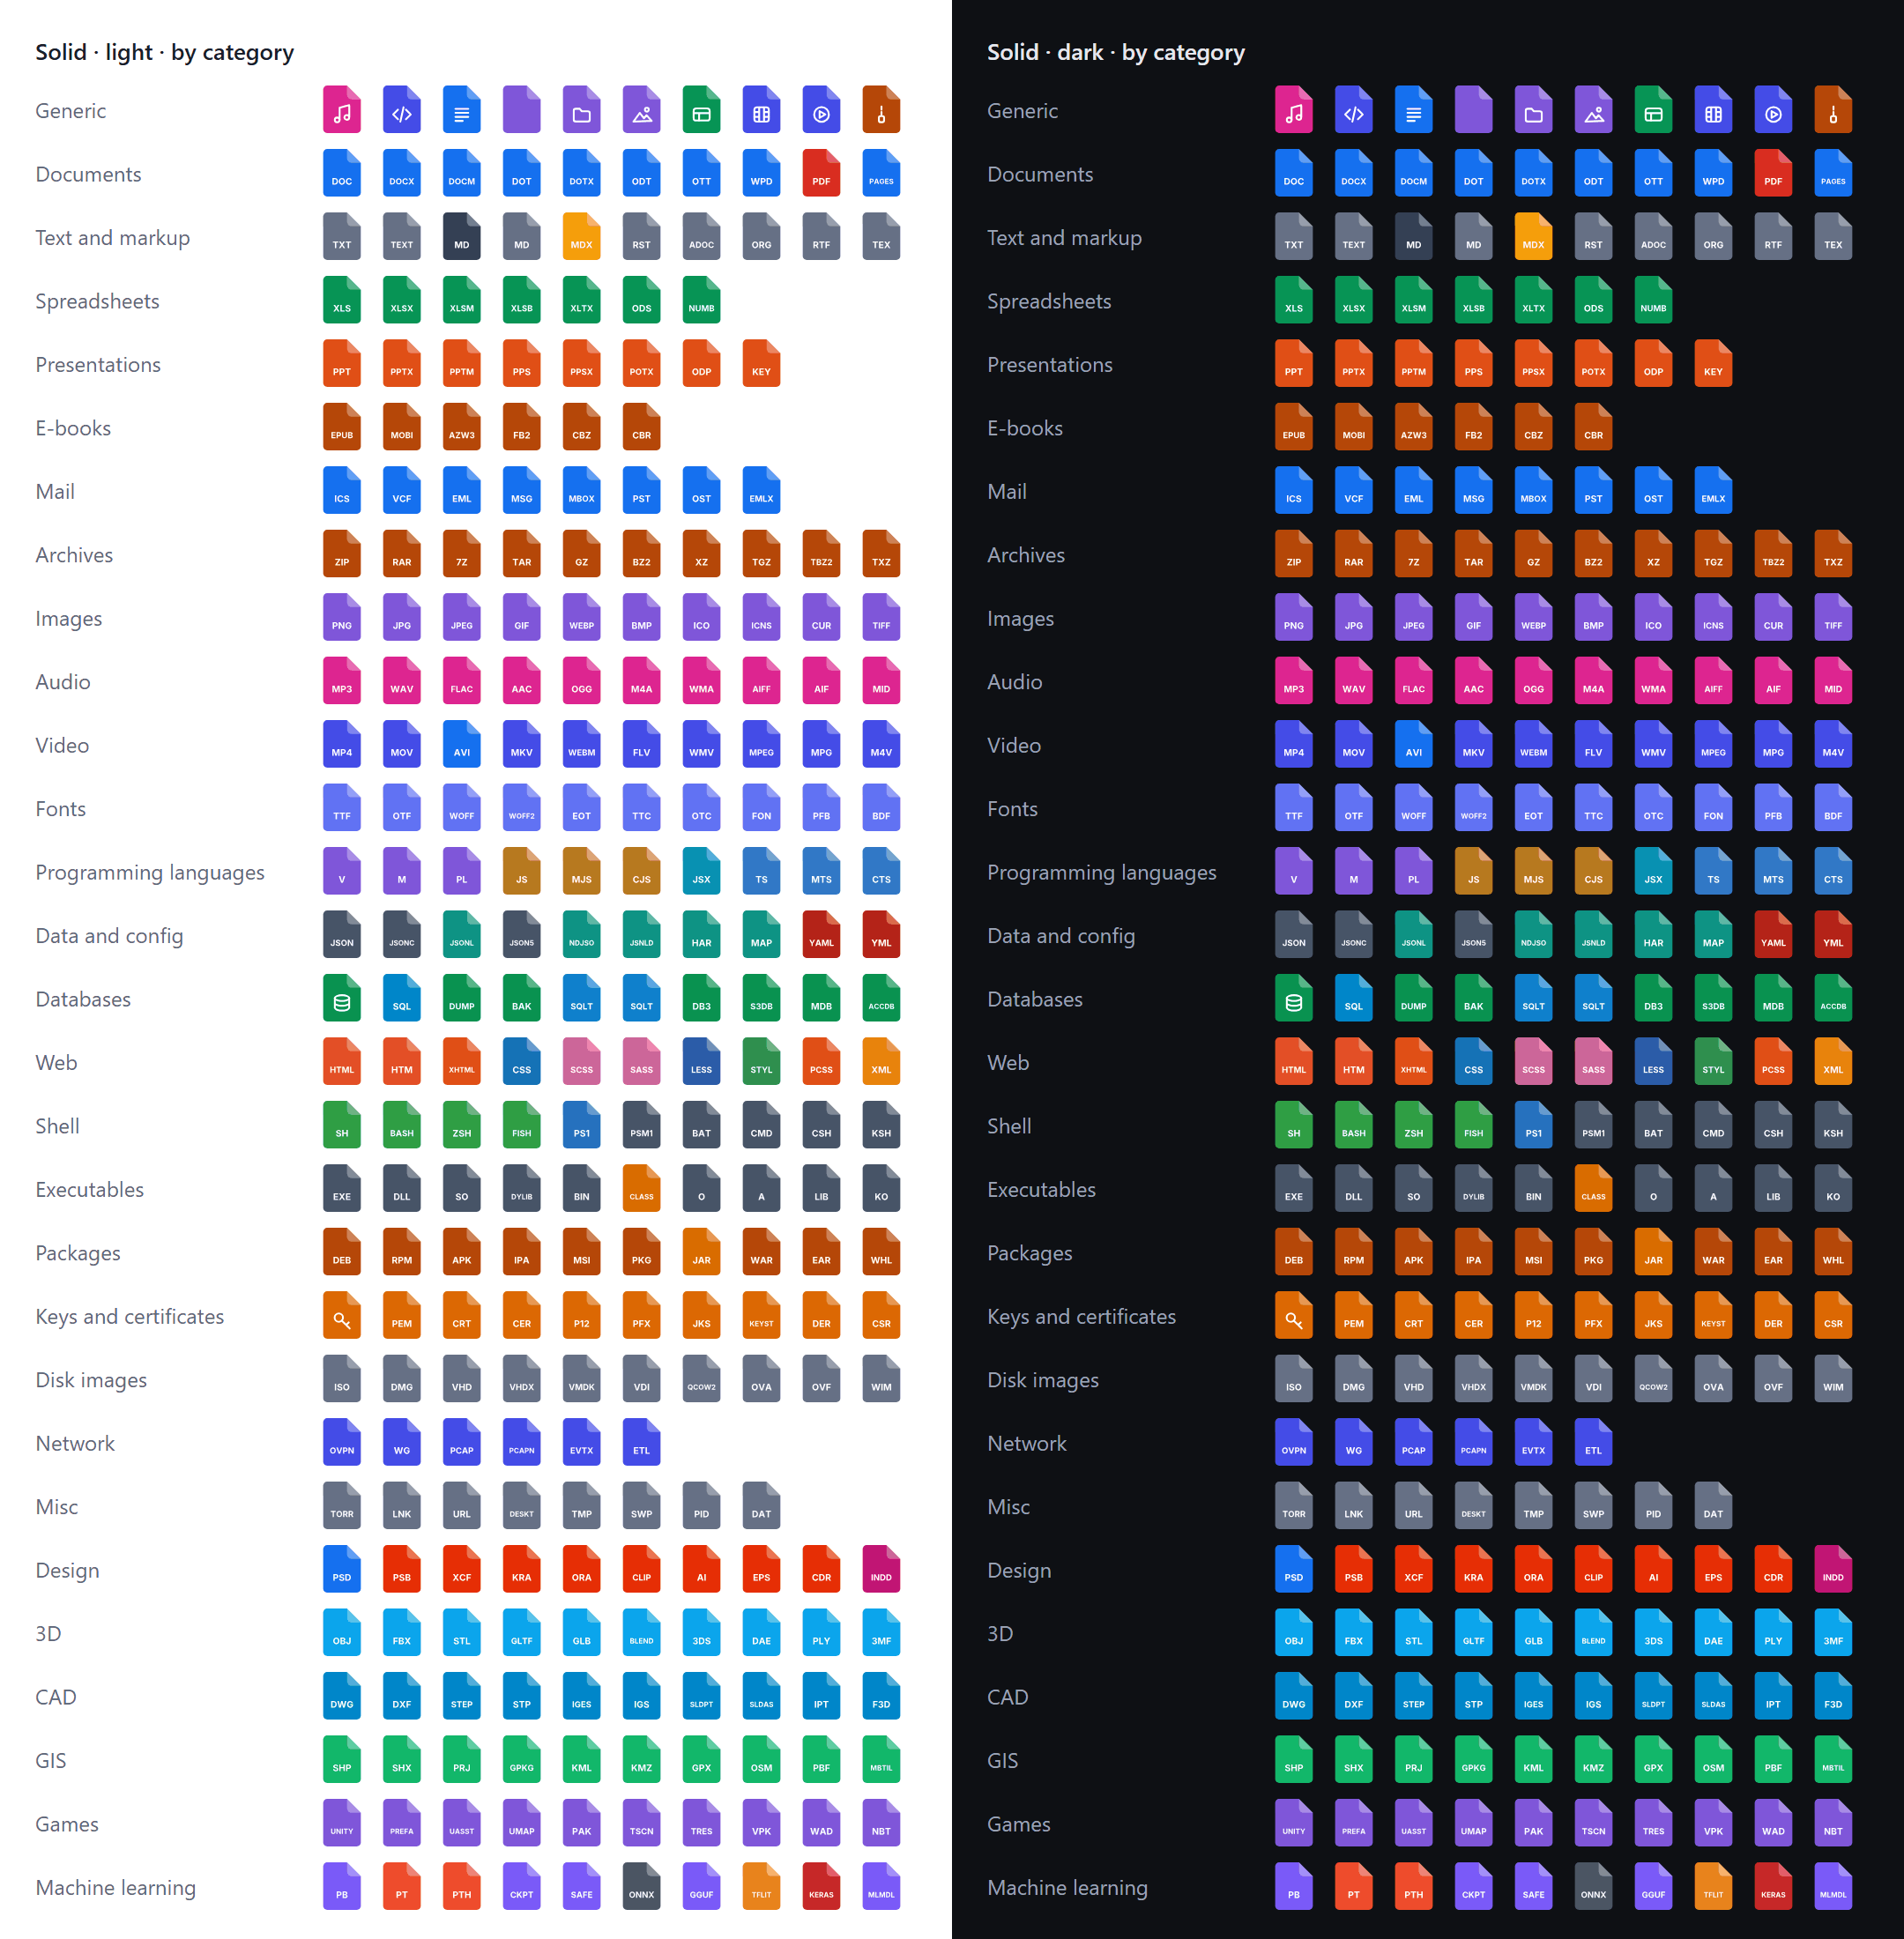 Solid · light · by category
Generic
Documents DOC DOCX DOCM DOT DOTX ODT OTT WPD PDF PAGES
Text and markup TXT TEXT MD MD MDX RST ADOC ORG RTF TEX
Spreadsheets XLS XLSX XLSM XLSB XLTX ODS NUMB
Presentations PPT PPTX PPTM PPS PPSX POTX ODP KEY
E-books EPUB MOBI AZW3 FB2 CBZ CBR
Mail ICS VCF EML MSG MBOX PST OST EMLX
Archives ZIP RAR 7Z TAR GZ BZ2 XZ TGZ TBZ2 TXZ
Images PNG JPG JPEG GIF WEBP BMP ICO ICNS CUR TIFF
Audio MP3 WAV FLAC AAC OGG M4A WMA AIFF AIF MID
Video MP4 MOV AVI MKV WEBM FLV WMV MPEG MPG M4V
Fonts TTF OTF WOFF WOFF2 EOT TTC OTC FON PFB BDF
Programming languages V M PL JS MJS CJS JSX TS MTS CTS
Data and config JSON JSONC JSONL JSON5 NDJSO JSNLD HAR MAP YAML YML
Databases SQL DUMP BAK SQLT SQLT DB3 S3DB MDB ACCDB
Web HTML HTM XHTML CSS SCSS SASS LESS STYL PCSS XML
Shell SH BASH ZSH FISH PS1 PSM1 BAT CMD CSH KSH
Executables EXE DLL SO DYLIB BIN CLASS O A LIB KO
Packages DEB RPM APK IPA MSI PKG JAR WAR EAR WHL
Keys and certificates PEM CRT CER P12 PFX JKS KEYST DER CSR
Disk images ISO DMG VHD VHDX VMDK VDI QCOW2 OVA OVF WIM
Network OVPN WG PCAP PCAPN EVTX ETL
Misc TORR LNK URL DESKT TMP SWP PID DAT
Design PSD PSB XCF KRA ORA CLIP AI EPS CDR INDD
3D OBJ FBX STL GLTF GLB BLEND 3DS DAE PLY 3MF
CAD DWG DXF STEP STP IGES IGS SLDPT SLDAS IPT F3D
GIS SHP SHX PRJ GPKG KML KMZ GPX OSM PBF MBTIL
Games UNITY PREFA UASST UMAP PAK TSCN TRES VPK WAD NBT
Machine learning PB PT PTH CKPT SAFE ONNX GGUF TFLIT KERAS MLMDL
Solid · dark · by category
Generic
Documents DOC DOCX DOCM DOT DOTX ODT OTT WPD PDF PAGES
Text and markup TXT TEXT MD MD MDX RST ADOC ORG RTF TEX
Spreadsheets XLS XLSX XLSM XLSB XLTX ODS NUMB
Presentations PPT PPTX PPTM PPS PPSX POTX ODP KEY
E-books EPUB MOBI AZW3 FB2 CBZ CBR
Mail ICS VCF EML MSG MBOX PST OST EMLX
Archives ZIP RAR 7Z TAR GZ BZ2 XZ TGZ TBZ2 TXZ
Images PNG JPG JPEG GIF WEBP BMP ICO ICNS CUR TIFF
Audio MP3 WAV FLAC AAC OGG M4A WMA AIFF AIF MID
Video MP4 MOV AVI MKV WEBM FLV WMV MPEG MPG M4V
Fonts TTF OTF WOFF WOFF2 EOT TTC OTC FON PFB BDF
Programming languages V M PL JS MJS CJS JSX TS MTS CTS
Data and config JSON JSONC JSONL JSON5 NDJSO JSNLD HAR MAP YAML YML
Databases SQL DUMP BAK SQLT SQLT DB3 S3DB MDB ACCDB
Web HTML HTM XHTML CSS SCSS SASS LESS STYL PCSS XML
Shell SH BASH ZSH FISH PS1 PSM1 BAT CMD CSH KSH
Executables EXE DLL SO DYLIB BIN CLASS O A LIB KO
Packages DEB RPM APK IPA MSI PKG JAR WAR EAR WHL
Keys and certificates PEM CRT CER P12 PFX JKS KEYST DER CSR
Disk images ISO DMG VHD VHDX VMDK VDI QCOW2 OVA OVF WIM
Network OVPN WG PCAP PCAPN EVTX ETL
Misc TORR LNK URL DESKT TMP SWP PID DAT
Design PSD PSB XCF KRA ORA CLIP AI EPS CDR INDD
3D OBJ FBX STL GLTF GLB BLEND 3DS DAE PLY 3MF
CAD DWG DXF STEP STP IGES IGS SLDPT SLDAS IPT F3D
GIS SHP SHX PRJ GPKG KML KMZ GPX OSM PBF MBTIL
Games UNITY PREFA UASST UMAP PAK TSCN TRES VPK WAD NBT
Machine learning PB PT PTH CKPT SAFE ONNX GGUF TFLIT KERAS MLMDL